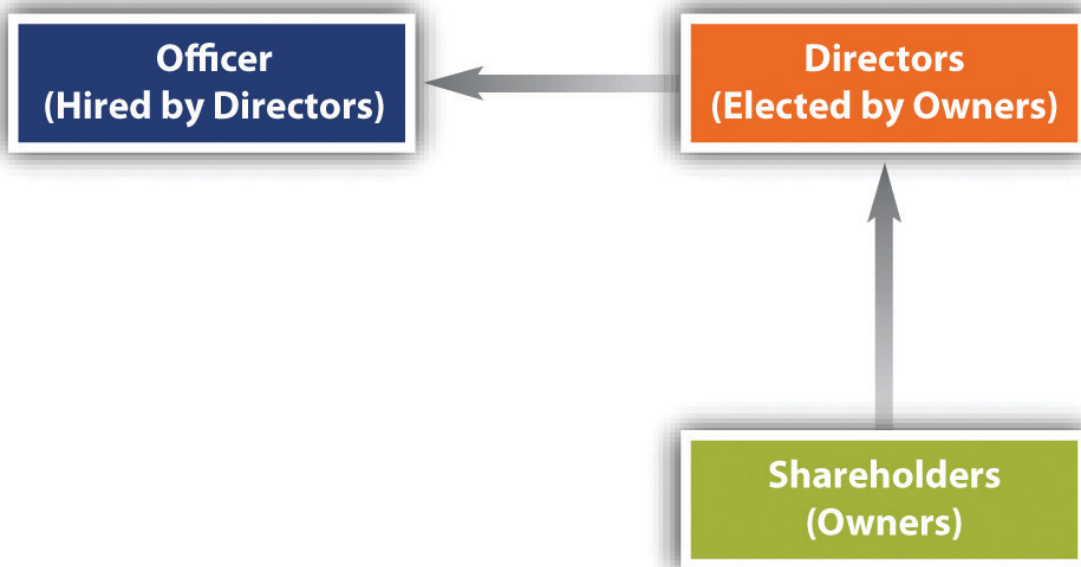 Officer
(Hired by Directors)
Directors
(Elected by Owners)
Shareholders
(Owners)